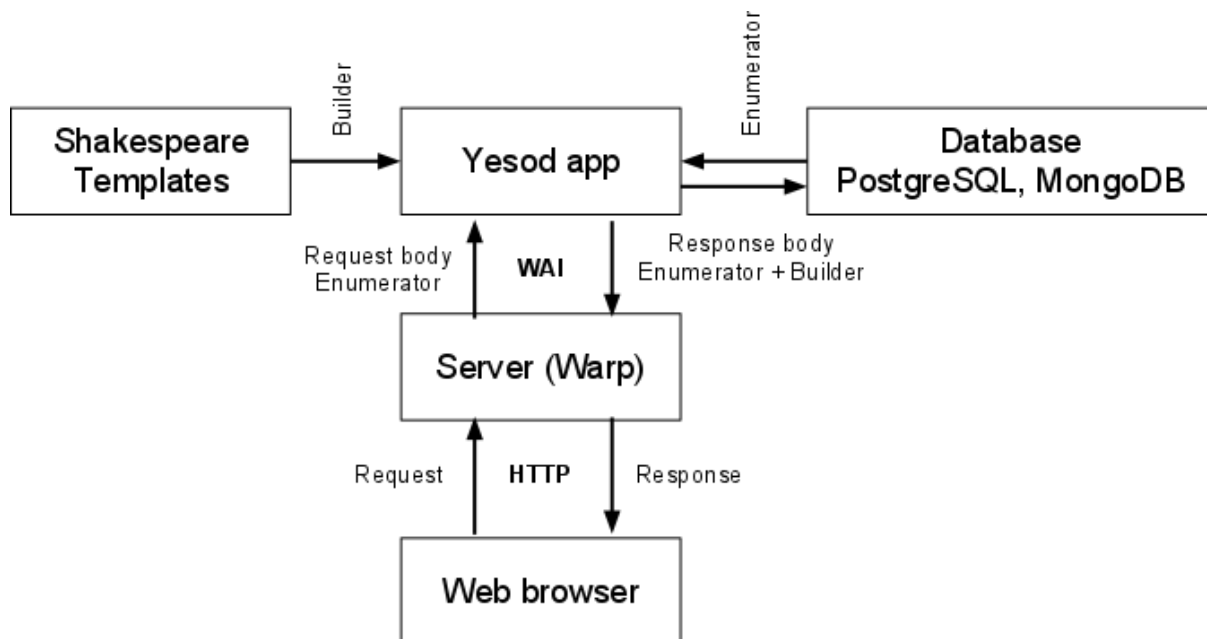 Builder
Enumerator
Shakespeare
Templates
Yesod app
Database
PostgreSQL, MongoDB
Request body
Enumerator
WAI
Response body
Enumerator + Builder
Server (Warp)
Request
HTTP
Response
Web browser